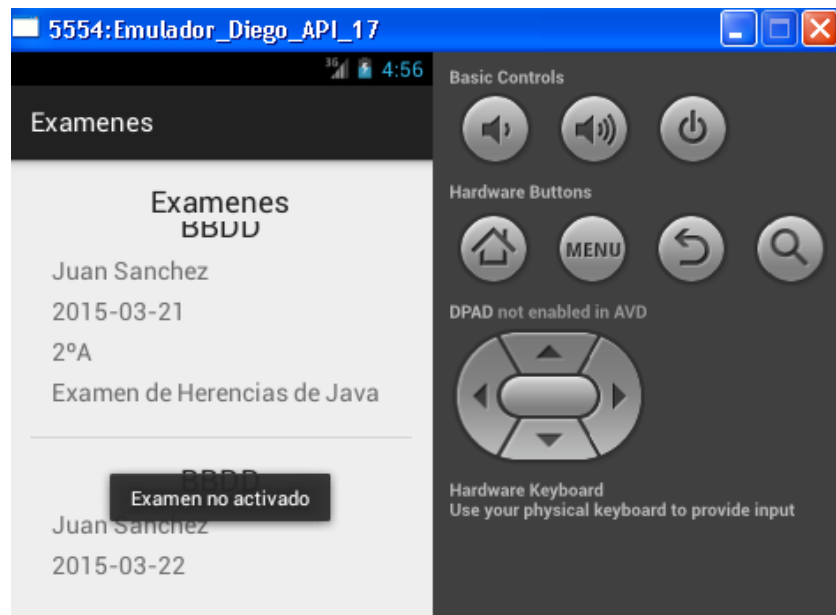 5554:Emulador_Diego_API_17
3G 4:56
Examenes
Examenes
BBDD
Juan Sanchez
2015-03-21
2ºA
Examen de Herencias de Java
BBDD
Examen no activado
Juan Sanchez
2015-03-22
Basic Controls
Hardware Buttons
MENU
DPAD not enabled in AVD
Hardware Keyboard
Use your physical keyboard to provide input